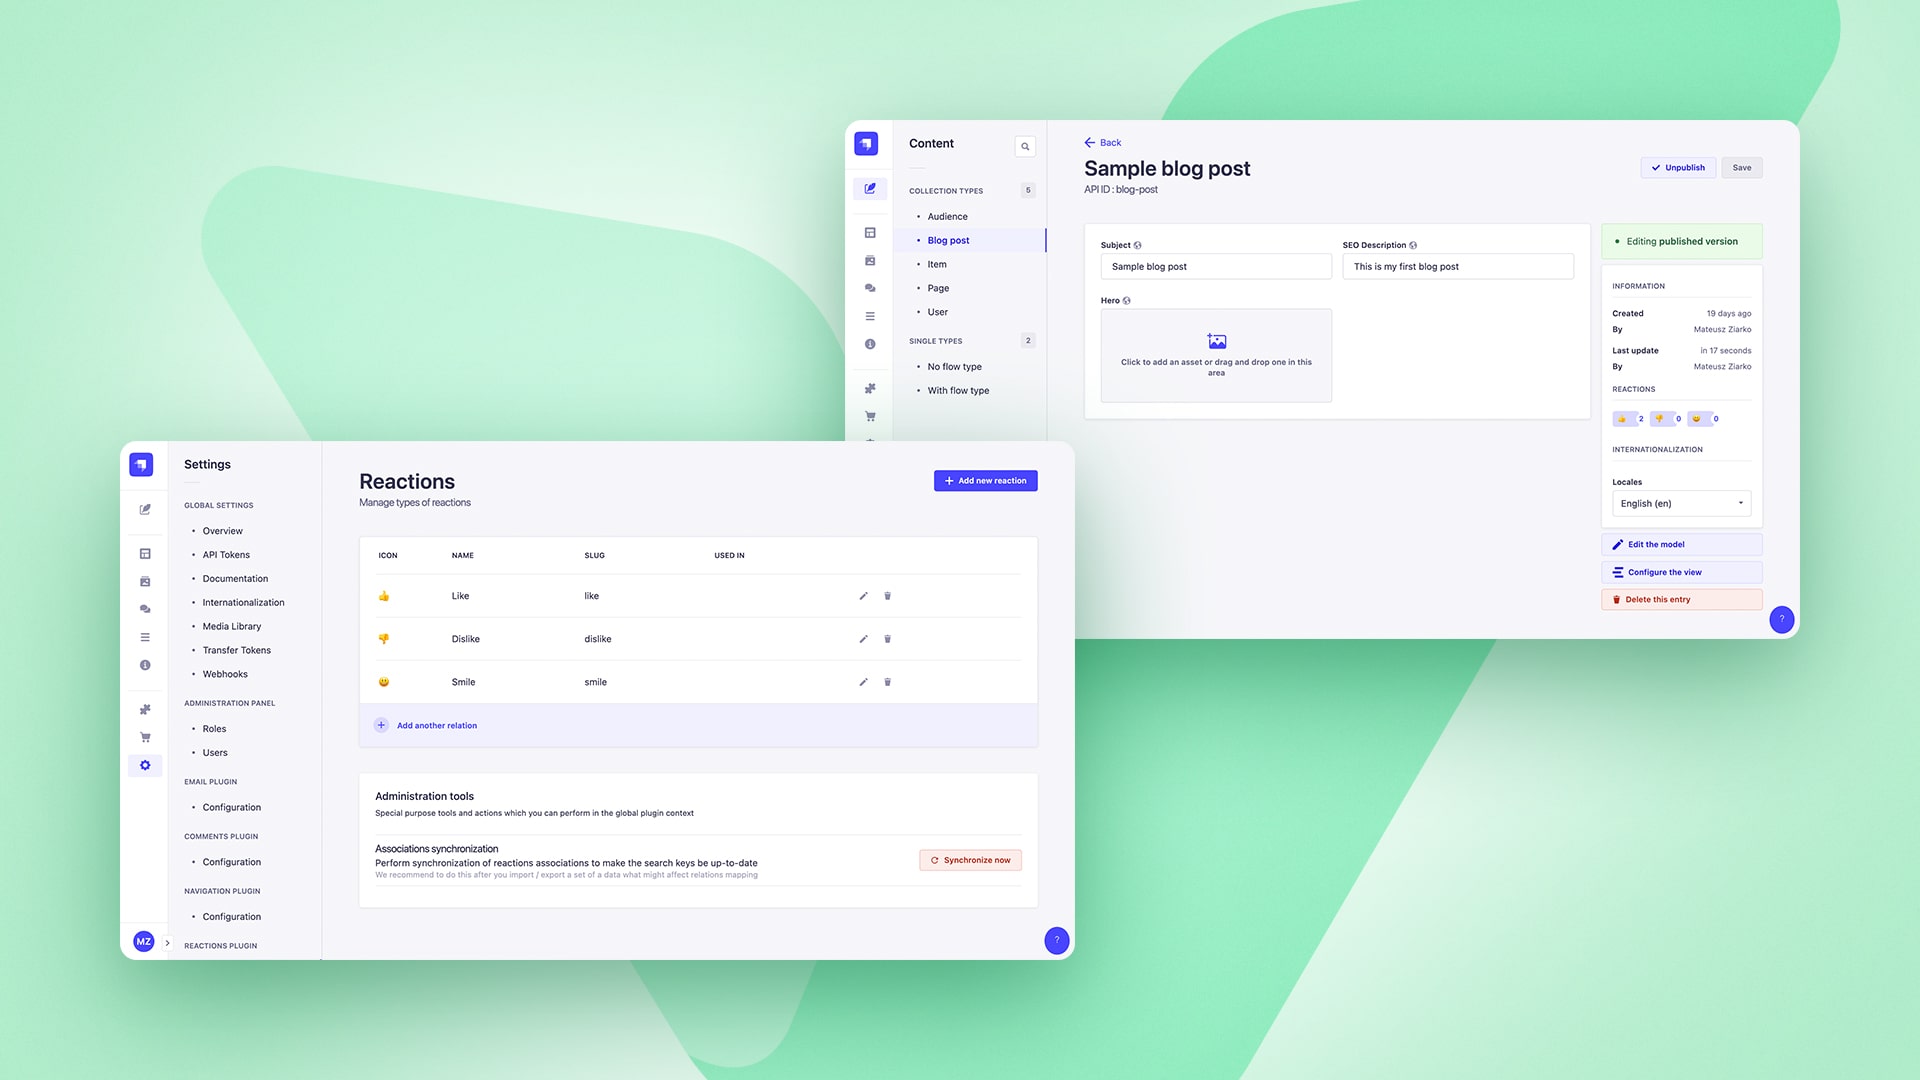 Content
COLLECTION TYPES 5
Audience
Blog post
Item
Page
User
SINGLE TYPES 2
No flow type
With flow type
Back
Sample blog post
API ID : blog-post
Unpublish
Save
Subject
Sample blog post
SEO Description
This is my first blog post
Hero
Click to add an asset or drag and drop one in this
area
Editing published version
INFORMATION
Created 19 days ago
By Mateusz Ziarko
Last update in 17 seconds
By Mateusz Ziarko
REACTIONS
2 0 0
INTERNATIONALIZATION
Locales
English (en)
Edit the model
Configure the view
Delete this entry
?
Settings
GLOBAL SETTINGS
Overview
API Tokens
Documentation
Internationalization
Media Library
Transfer Tokens
Webhooks
ADMINISTRATION PANEL
Roles
Users
EMAIL PLUGIN
Configuration
COMMENTS PLUGIN
Configuration
NAVIGATION PLUGIN
Configuration
REACTIONS PLUGIN
MZ
Reactions
Manage types of reactions
Add new reaction
ICON NAME SLUG USED IN
Like like
Dislike dislike
Smile smile
Add another relation
Administration tools
Special purpose tools and actions which you can perform in the global plugin context
Associations synchronization
Perform synchronization of reactions associations to make the search keys be up-to-date
We recommend to do this after you import / export a set of a data what might affect relations mapping
Synchronize now
?